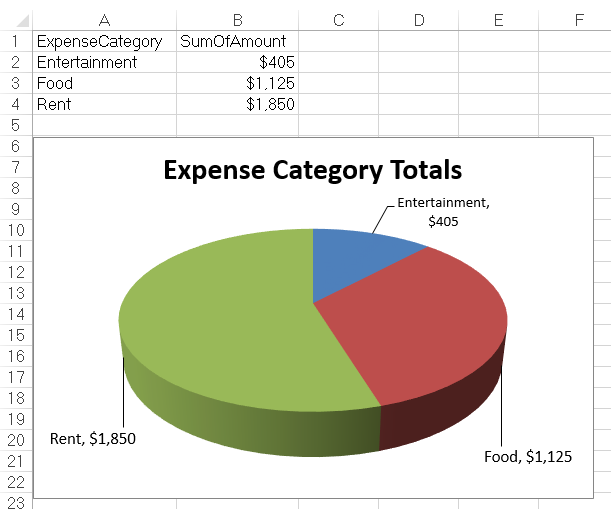 A B C D E F
1 ExpenseCategory SumOfAmount
2 Entertainment $405
3 Food $1,125
4 Rent $1,850
5
6
7
8
9
10
11
12
13
14
15
16
17
18
19
20
21
22
23
Expense Category Totals
Entertainment,
$405
Rent, $1,850
Food, $1,125